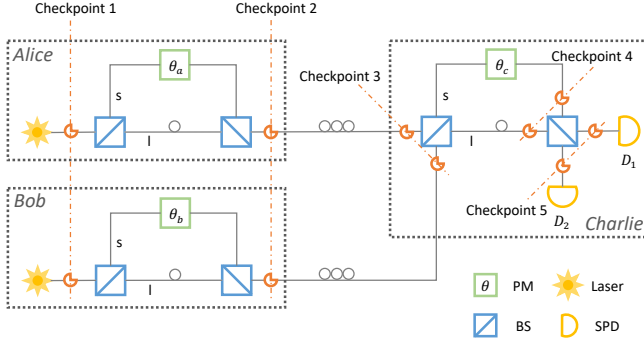 Checkpoint 1
Checkpoint 2
Alice
θa
s
l
Checkpoint 3
θc
Checkpoint 4
s
l
D1
Bob
θb
s
l
Checkpoint 5
D2
Charlie
θ PM
Laser
BS
SPD